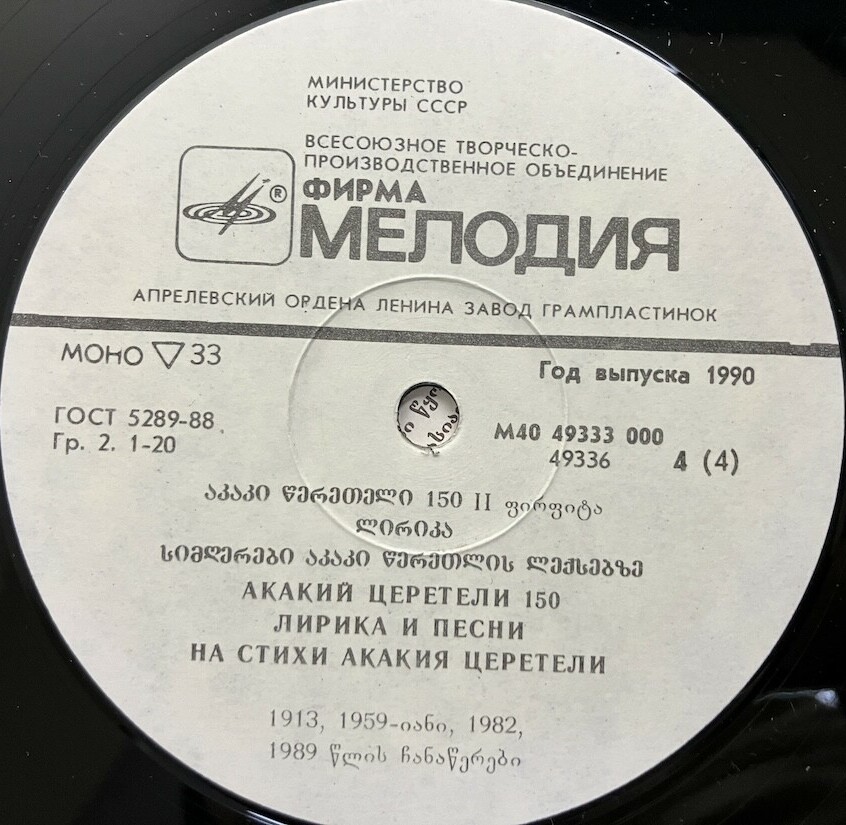 МИНИСТЕРСТВО
КУЛЬТУРЫ СССР
ВСЕСОЮЗНОЕ ТВОРЧЕСКО-
ПРОИЗВОДСТВЕННОЕ ОБЪЕДИНЕНИЕ
®
ФИРМА
МЕЛОДИЯ
АПРЕЛЕВСКИЙ ОРДЕНА ЛЕНИНА ЗАВОД ГРАМПЛАСТИНОК
МОНО ▽ 33
Год выпуска 1990
ГОСТ 5289-88
Гр. 2. 1-20
М40 49333 000
49336 4 (4)
აკაკი წერეთელი 150 II ფირფიტა
ლირიკა
სიმღერები აკაკი წერეთლის ლექსებზე
АКАКИЙ ЦЕРЕТЕЛИ 150
ЛИРИКА И ПЕСНИ
НА СТИХИ АКАКИЯ ЦЕРЕТЕЛИ
1913, 1959-იანი, 1982,
1989 წლის ჩანაწერები